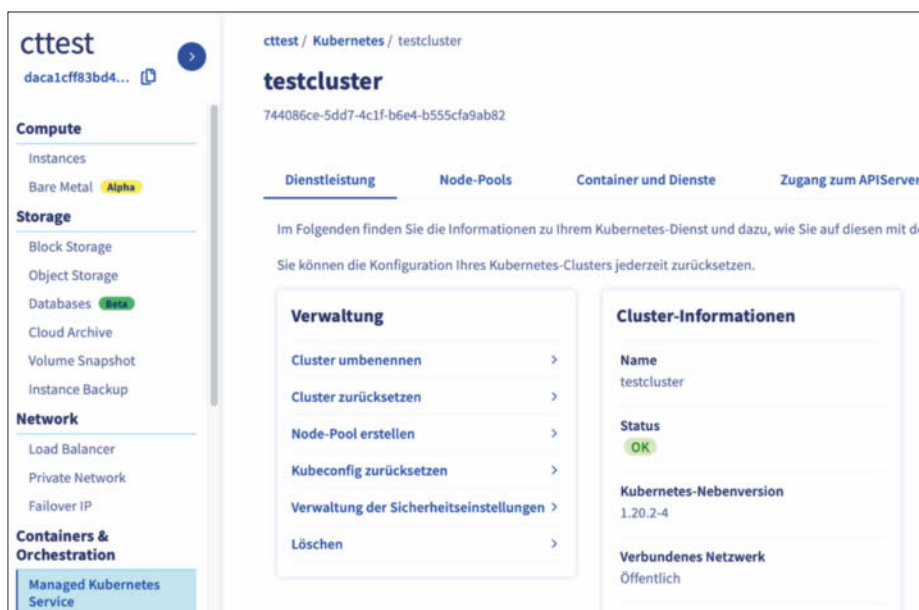 cttest
daca1cff83bd4...
Compute
Instances
Bare Metal Alpha
Storage
Block Storage
Object Storage
Databases Beta
Cloud Archive
Volume Snapshot
Instance Backup
Network
Load Balancer
Private Network
Failover IP
Containers &
Orchestration
Managed Kubernetes
Service
cttest / Kubernetes / testcluster
testcluster
744086ce-5dd7-4c1f-b6e4-b555cfa9ab82
Dienstleistung Node-Pools Container und Dienste Zugang zum APIServer
Im Folgenden finden Sie die Informationen zu Ihrem Kubernetes-Dienst und dazu, wie Sie auf diesen mit de
Sie können die Konfiguration Ihres Kubernetes-Clusters jederzeit zurücksetzen.
Verwaltung
Cluster umbenennen
Cluster zurücksetzen
Node-Pool erstellen
Kubeconfig zurücksetzen
Verwaltung der Sicherheitseinstellungen
Löschen
Cluster-Informationen
Name
testcluster
Status
OK
Kubernetes-Nebenversion
1.20.2-4
Verbundenes Netzwerk
Öffentlich